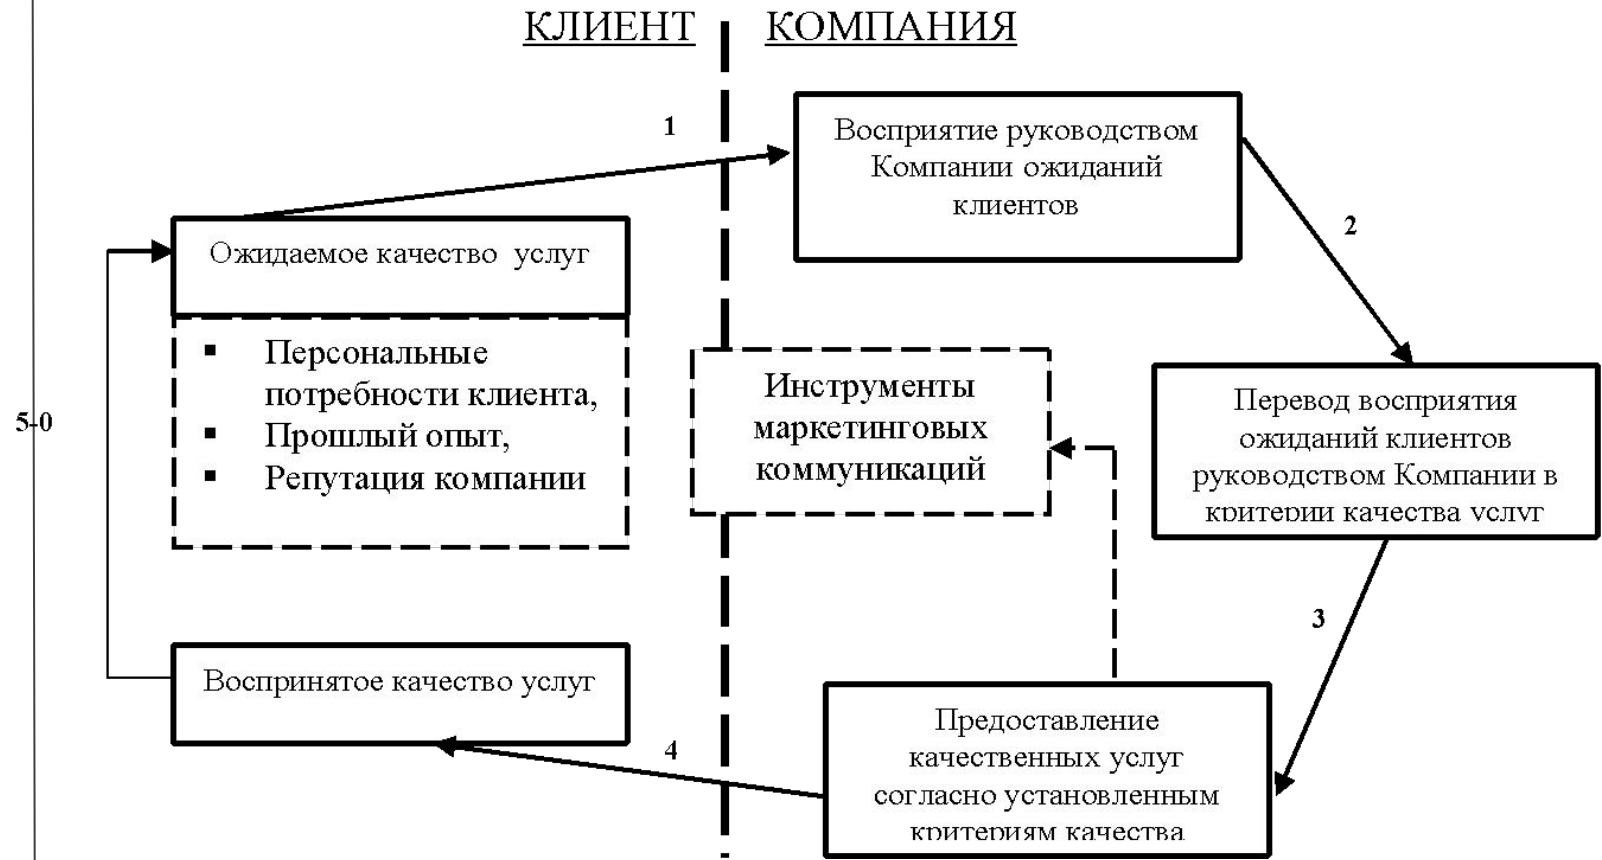 КЛИЕНТ
КОМПАНИЯ
1
Восприятие руководством
Компании ожиданий
клиентов
2
Ожидаемое качество услуг
Персональные
потребности клиента,
Прошлый опыт,
Репутация компании
5-0
Инструменты
маркетинговых
коммуникаций
Перевод восприятия
ожиданий клиентов
руководством Компании в
критерии качества услуг
3
Воспринятое качество услуг
4
Предоставление
качественных услуг
согласно установленным
критериям качества